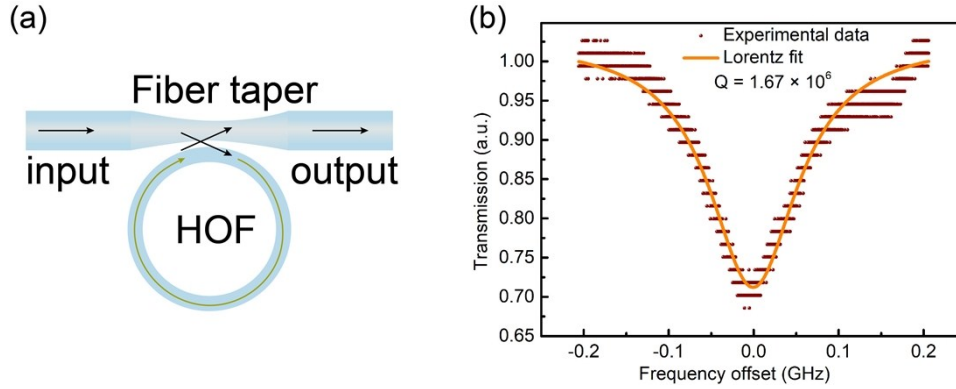 (a)
Fiber taper
input
output
HOF
(b)
Experimental data
Lorentz fit
Q = 1.67 × 10⁶
Transmission (a.u.)
1.00
0.95
0.90
0.85
0.80
0.75
0.70
0.65
-0.2
-0.1
0.0
0.1
0.2
Frequency offset (GHz)